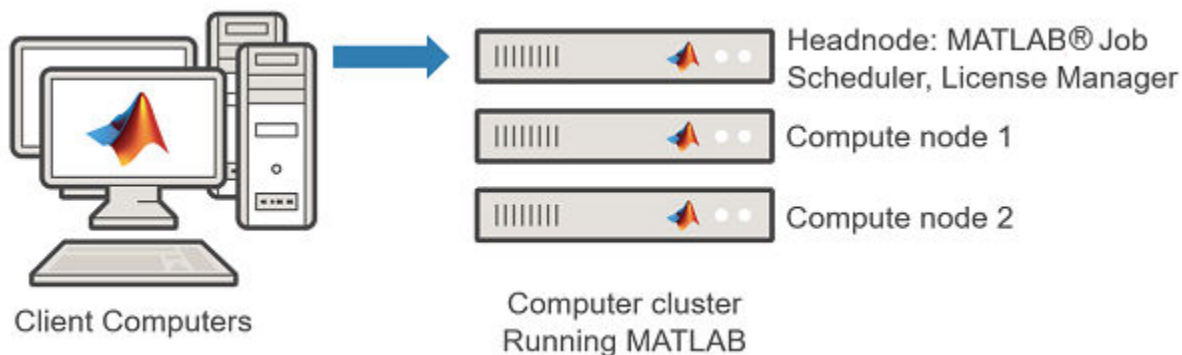 Headnode: MATLAB® Job
Scheduler, License Manager
Compute node 1
Compute node 2
Client Computers
Computer cluster
Running MATLAB